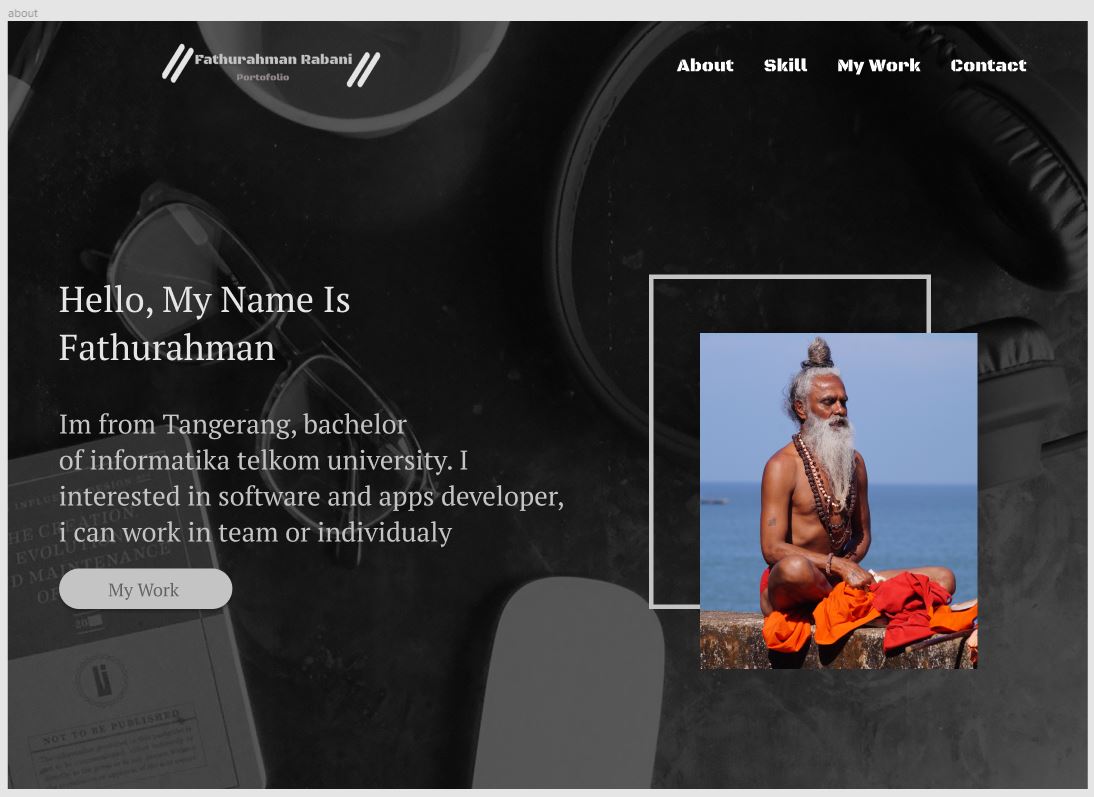 about
Fathurahman Rabani
Portofolio
About
Skill
My Work
Contact
Hello, My Name Is
Fathurahman
Im from Tangerang, bachelor
of informatika telkom university. I
interested in software and apps developer,
i can work in team or individualy
My Work
HE CREATION,
EVOLUTION
D MAINTENANCE
NOT TO BE PUBLISHED